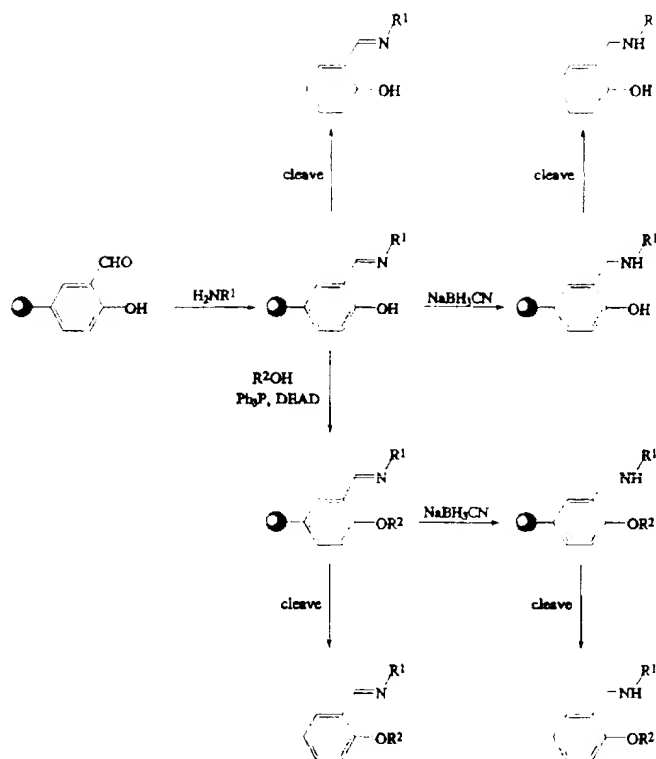 R¹ R
N NH
OH OH
cleave cleave
CHO R¹ R¹
N NH
OH H₂NR¹ OH NaBH₃CN OH
R²OH
Ph₃P, DEAD
R¹ R¹
N NH
OR² NaBH₃CN OR²
cleave cleave
R¹ R¹
N NH
OR² OR²